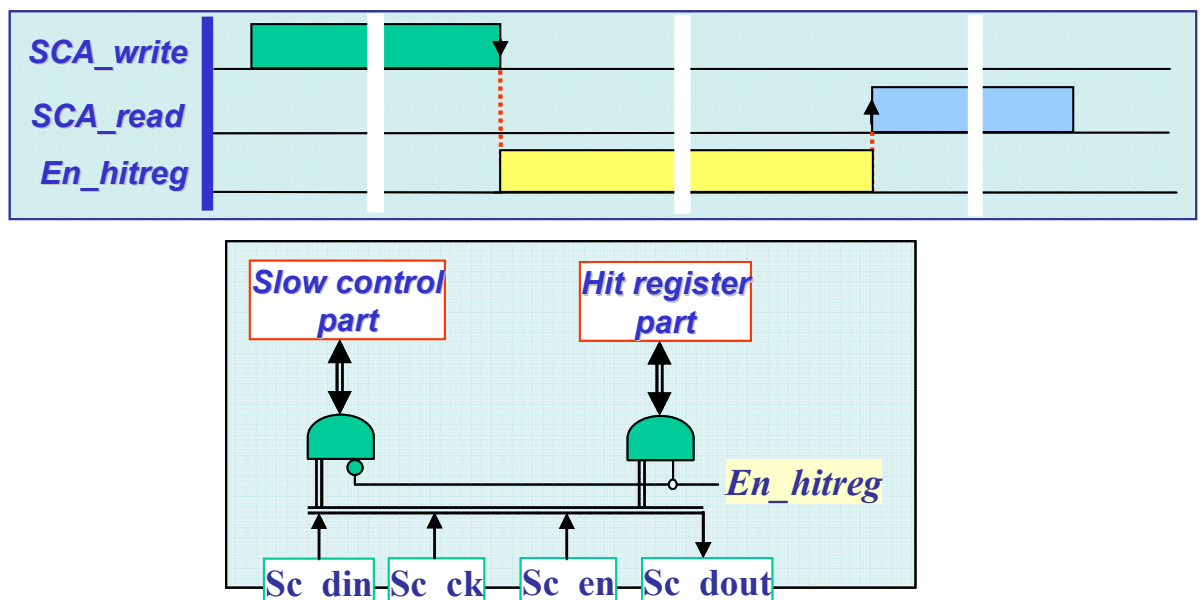 SCA_write
SCA_read
En_hitreg
Slow control
part
Hit register
part
En_hitreg
Sc din
Sc ck
Sc en
Sc dout